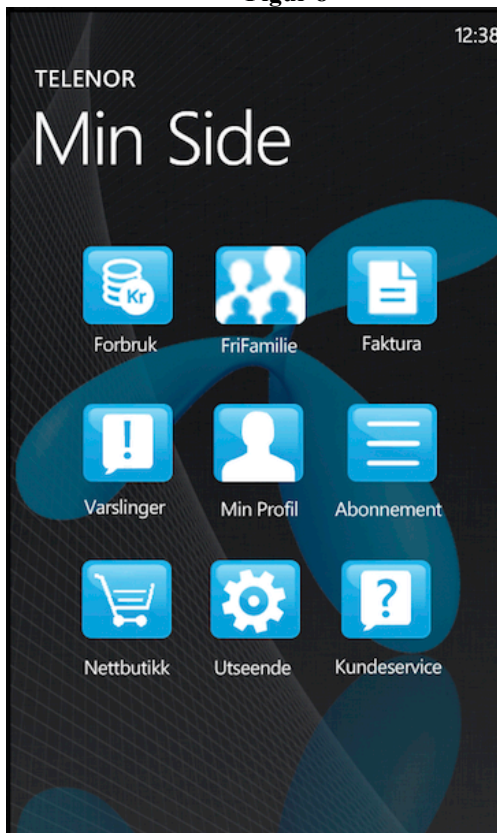 12:38
TELENOR
Min Side
Kr
Forbruk FriFamilie Faktura
!
Varslinger Min Profil Abonnement
?
Nettbutikk Utseende Kundeservice